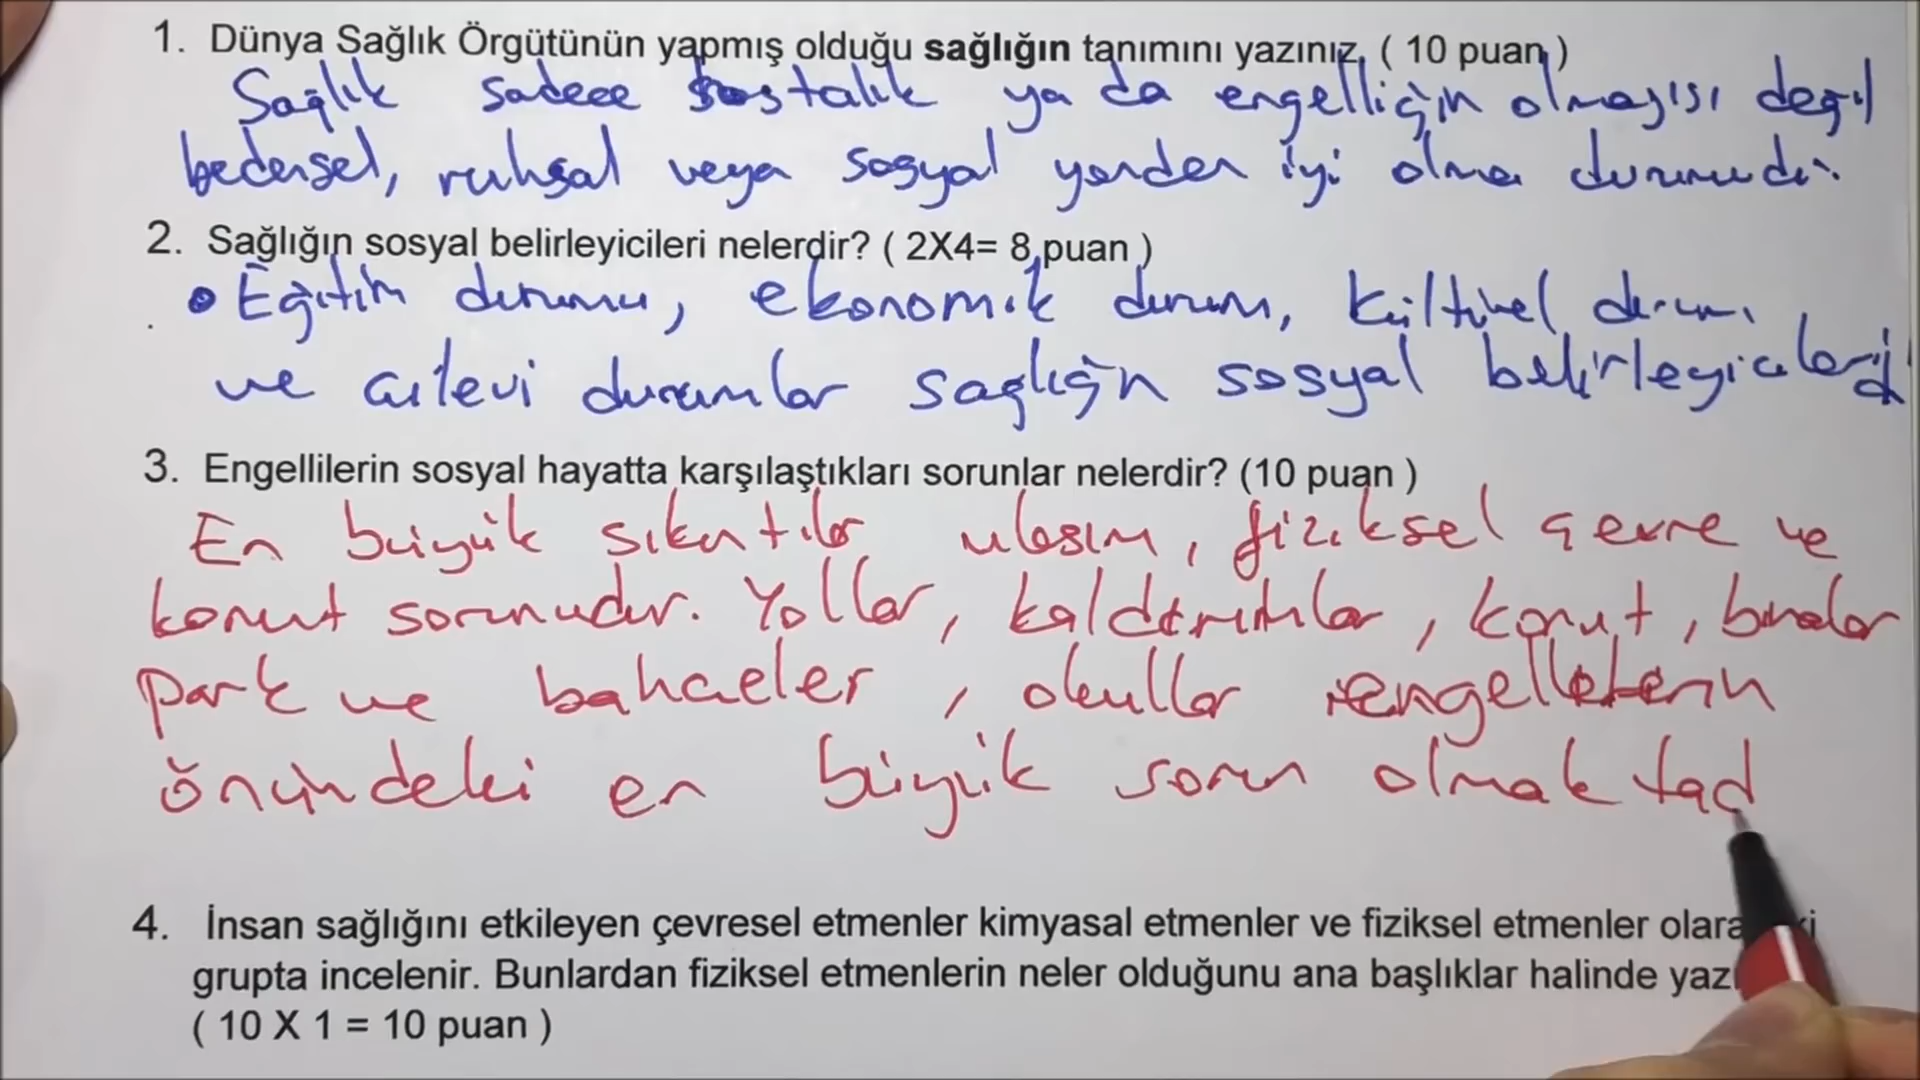 1. Dünya Sağlık Örgütünün yapmış olduğu sağlığın tanımını yazınız. ( 10 puan )
Sağlık sadece hastalık ya da engelliğin olmayışı değil
bedensel, ruhsal veya sosyal yönden iyi olma durumudur.
2. Sağlığın sosyal belirleyicileri nelerdir? ( 2X4= 8 puan )
• Eğitim durumu, ekonomik durum, kültürel durum
ve ailevi durumlar sağlığın sosyal belirleyicilerid
3. Engellilerin sosyal hayatta karşılaştıkları sorunlar nelerdir? (10 puan )
En büyük sıkıntılar ulaşım, fiziksel çevre ve
konut sorunudur. Yollar, kaldırımlar, konut, binalar
park ve bahçeler, okullar engellilerin
önündeki en büyük sorun olmaktad
4. İnsan sağlığını etkileyen çevresel etmenler kimyasal etmenler ve fiziksel etmenler olara ki
grupta incelenir. Bunlardan fiziksel etmenlerin neler olduğunu ana başlıklar halinde yaz
( 10 X 1 = 10 puan )